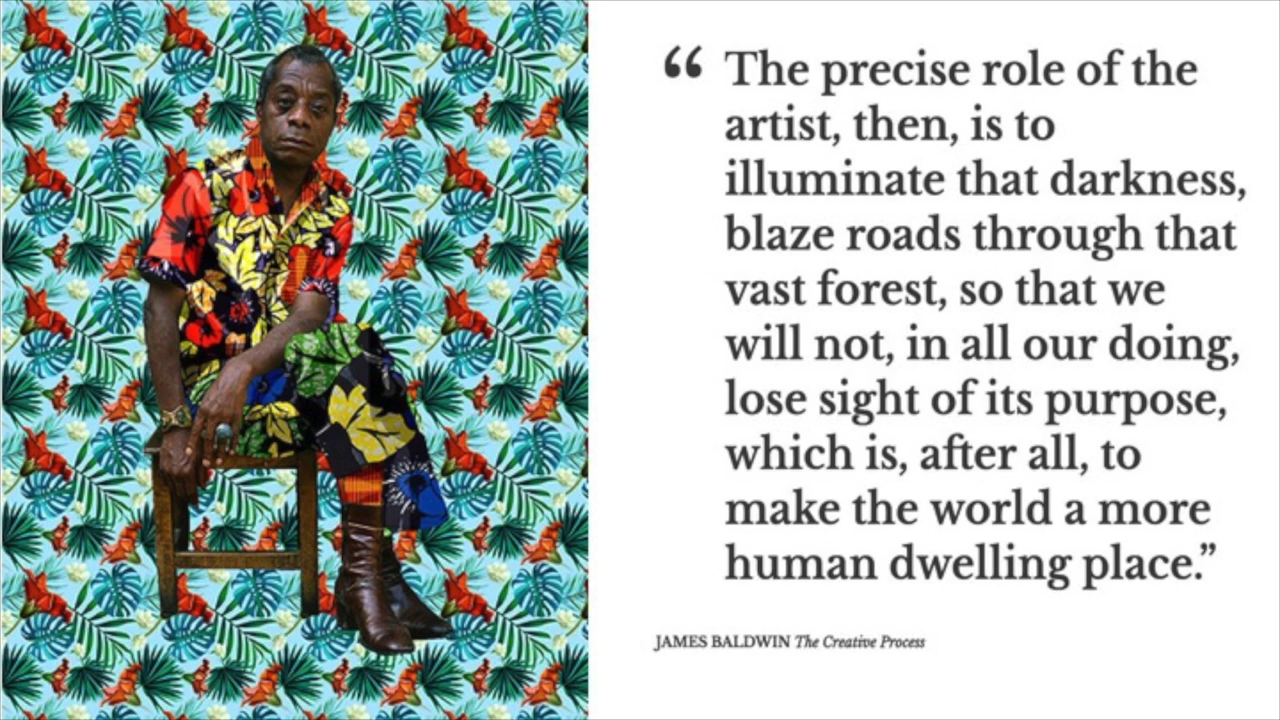 “ The precise role of the
artist, then, is to
illuminate that darkness,
blaze roads through that
vast forest, so that we
will not, in all our doing,
lose sight of its purpose,
which is, after all, to
make the world a more
human dwelling place.”
JAMES BALDWIN The Creative Process